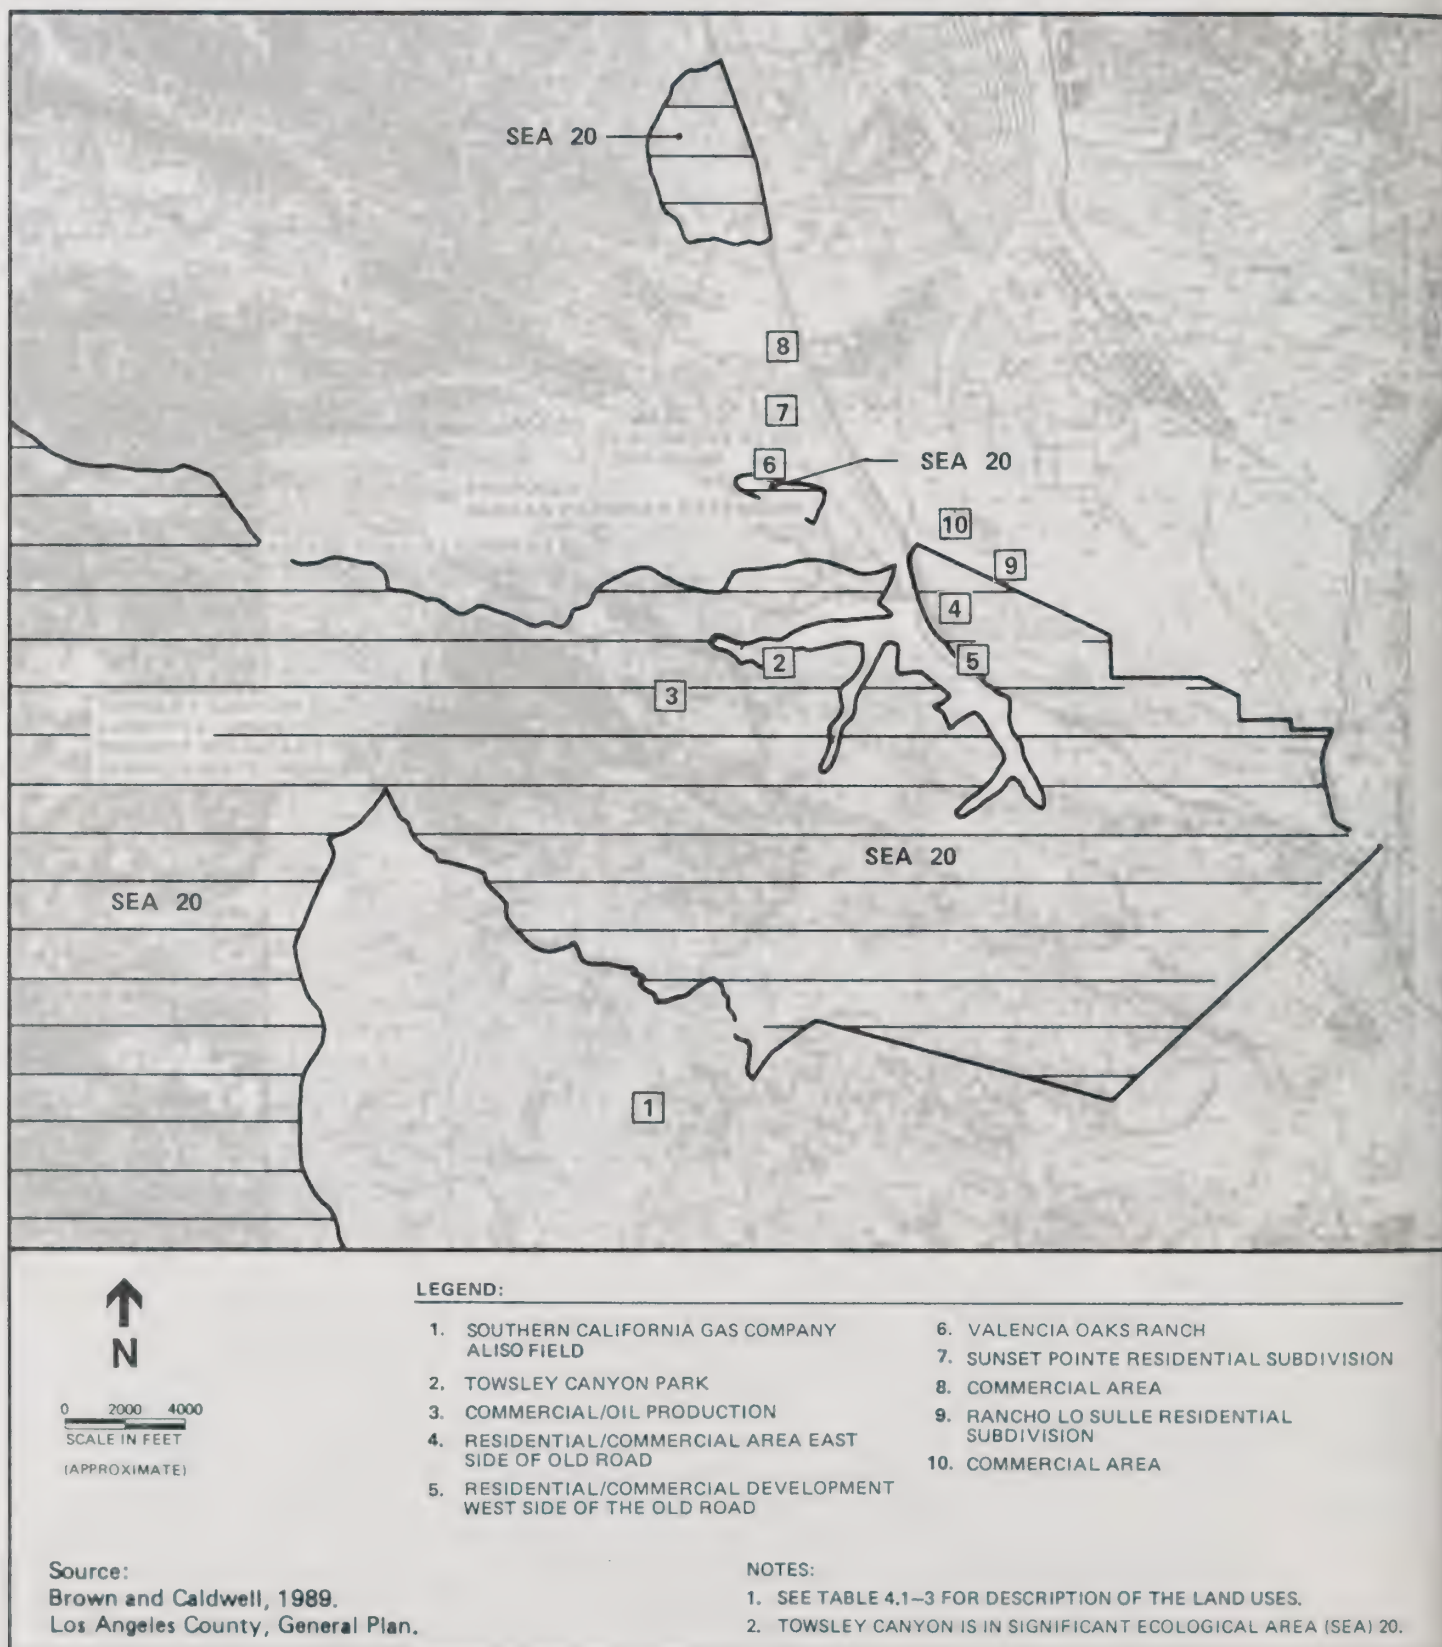 SEA 20
8
7
6
SEA 20
10
9
4
5
2
3
SEA 20
SEA 20
1
N
0 2000 4000
SCALE IN FEET
(APPROXIMATE)
LEGEND:
1. SOUTHERN CALIFORNIA GAS COMPANY
ALISO FIELD
2. TOWSLEY CANYON PARK
3. COMMERCIAL/OIL PRODUCTION
4. RESIDENTIAL/COMMERCIAL AREA EAST
SIDE OF OLD ROAD
5. RESIDENTIAL/COMMERCIAL DEVELOPMENT
WEST SIDE OF THE OLD ROAD
6. VALENCIA OAKS RANCH
7. SUNSET POINTE RESIDENTIAL SUBDIVISION
8. COMMERCIAL AREA
9. RANCHO LO SULLE RESIDENTIAL
SUBDIVISION
10. COMMERCIAL AREA
Source:
Brown and Caldwell, 1989.
Los Angeles County, General Plan.
NOTES:
1. SEE TABLE 4.1–3 FOR DESCRIPTION OF THE LAND USES.
2. TOWSLEY CANYON IS IN SIGNIFICANT ECOLOGICAL AREA (SEA) 20.